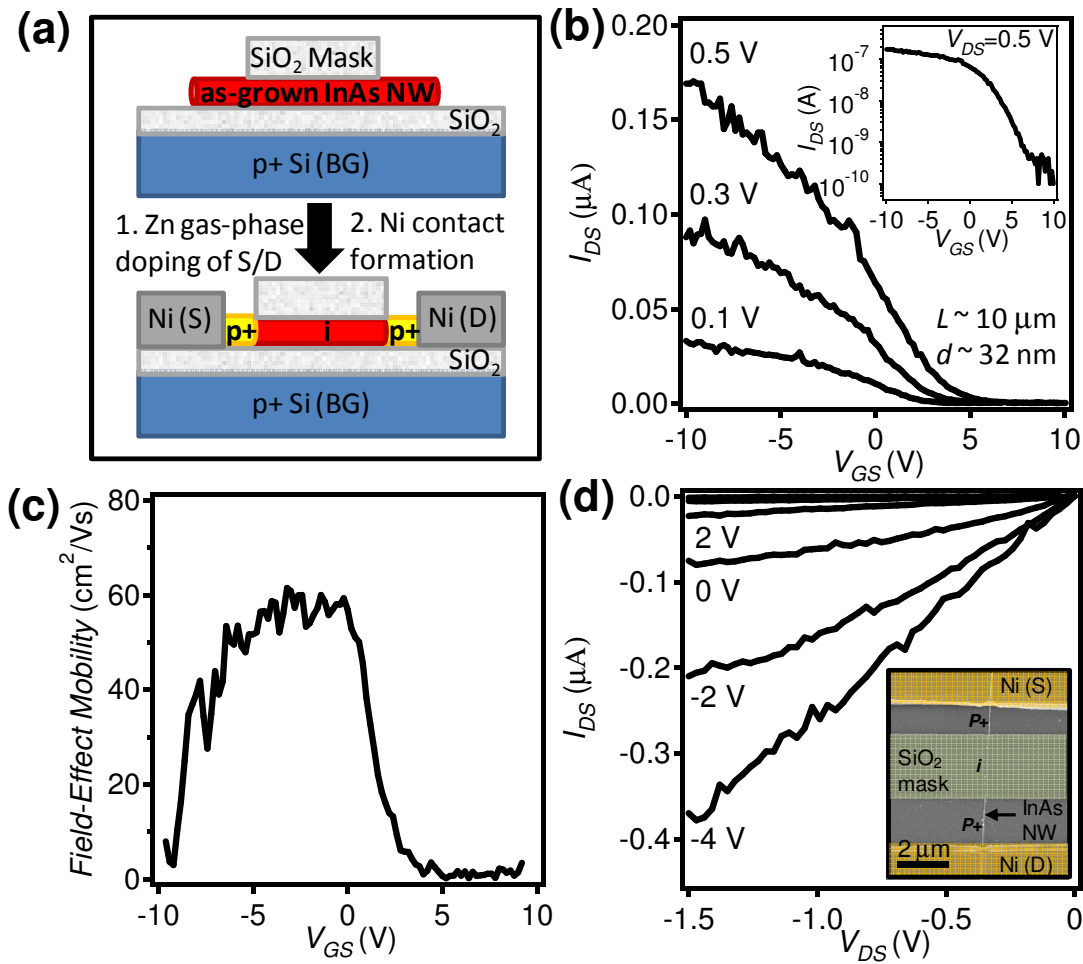 (a)
SiO2 Mask
as-grown InAs NW
SiO2
p+ Si (BG)
1. Zn gas-phase
doping of S/D
2. Ni contact
formation
Ni (S)
p+
i
p+
Ni (D)
SiO2
p+ Si (BG)
(b)
0.20
0.15
0.10
0.05
0.00
IDS (μA)
0.5 V
0.3 V
0.1 V
-10
-5
0
5
10
VGS (V)
L ~ 10 μm
d ~ 32 nm
VDS=0.5 V
10-7
10-8
10-9
10-10
IDS (A)
-10
-5
0
5
10
VGS (V)
(c)
80
60
40
20
0
Field-Effect Mobility (cm2/Vs)
-10
-5
0
5
10
VGS (V)
(d)
0.0
-0.1
-0.2
-0.3
-0.4
IDS (μA)
2 V
0 V
-2 V
-4 V
-1.5
-1.0
-0.5
0
VDS (V)
Ni (S)
P+
SiO2
mask
i
P+
InAs
NW
2 μm
Ni (D)